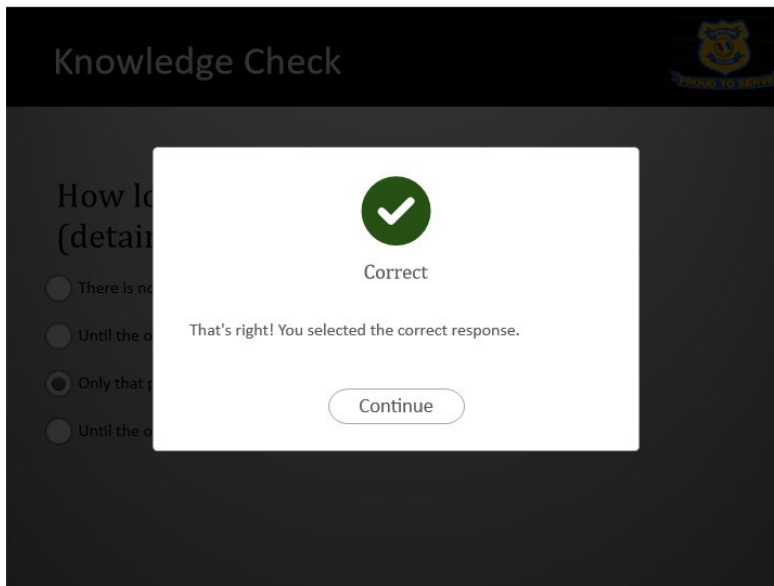 Knowledge Check
PROUD TO SERVE
How lo
(detain
There is no
Correct
Until the o
That's right! You selected the correct response.
Only that p
Continue
Until the o